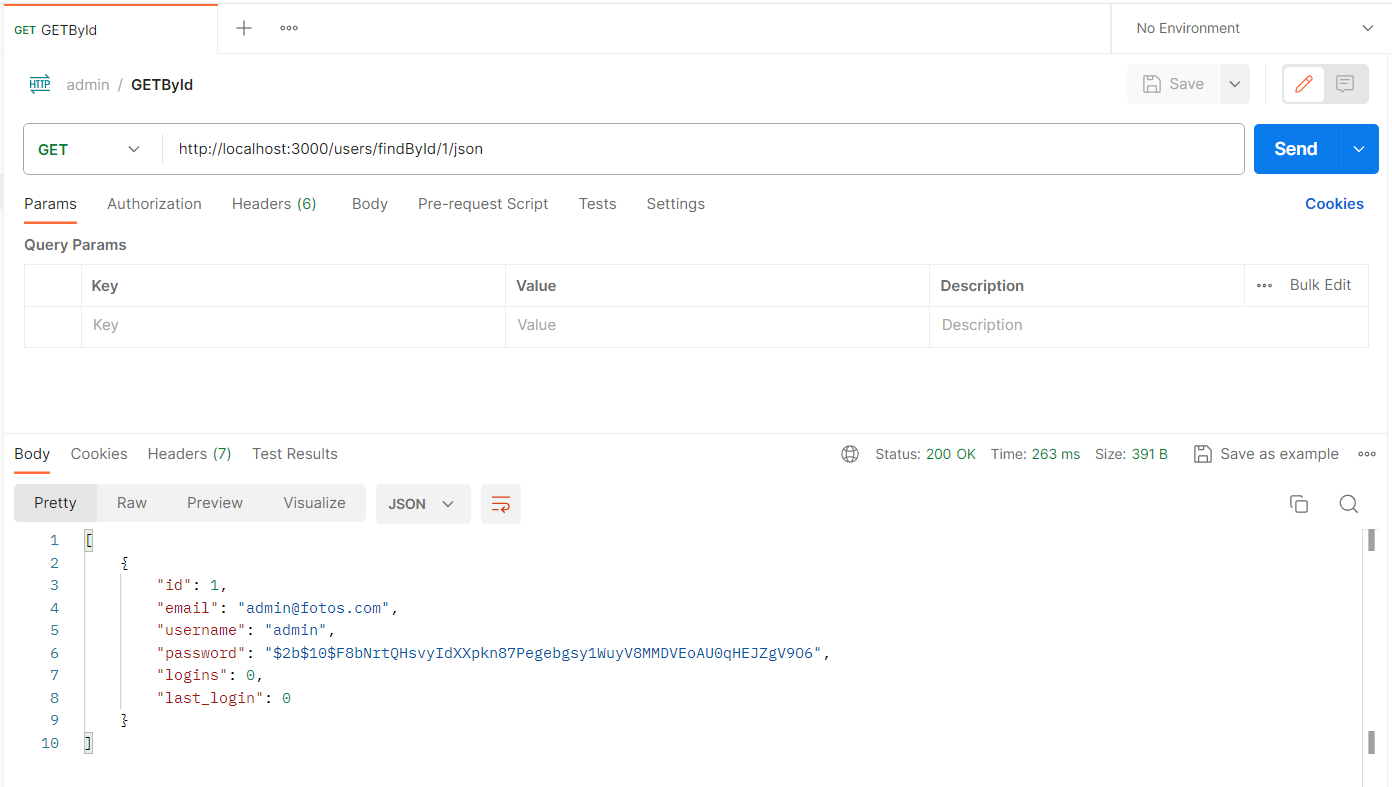 GET GETById
No Environment
HTTP admin / GETById
Save
GET http://localhost:3000/users/findById/1/json
Send
Params Authorization Headers (6) Body Pre-request Script Tests Settings Cookies
Query Params
Key Value Description Bulk Edit
Key Value Description
Body Cookies Headers (7) Test Results Status: 200 OK Time: 263 ms Size: 391 B Save as example
Pretty Raw Preview Visualize JSON
1 [
2 {
3 "id": 1,
4 "email": "admin@fotos.com",
5 "username": "admin",
6 "password": "$2b$10$F8bNrtQHsvyIdXXpkn87Pegebgsy1WuyV8MMDVEoAU0qHEJZgV9O6",
7 "logins": 0,
8 "last_login": 0
9 }
10 ]